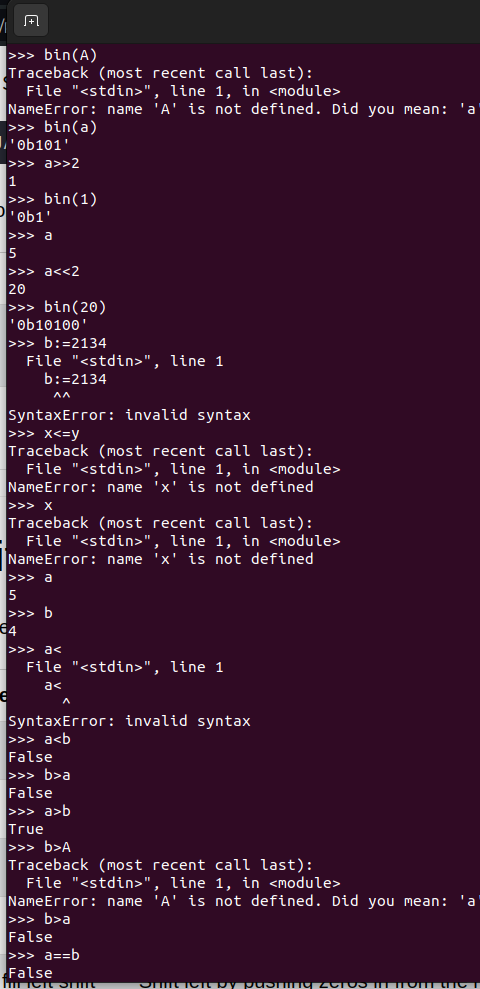 >>> bin(A)
Traceback (most recent call last):
  File "<stdin>", line 1, in <module>
NameError: name 'A' is not defined. Did you mean: 'a'
>>> bin(a)
'0b101'
>>> a>>2
1
>>> bin(1)
'0b1'
>>> a
5
>>> a<<2
20
>>> bin(20)
'0b10100'
>>> b:=2134
  File "<stdin>", line 1
    b:=2134
     ^^
SyntaxError: invalid syntax
>>> x<=y
Traceback (most recent call last):
  File "<stdin>", line 1, in <module>
NameError: name 'x' is not defined
>>> x
Traceback (most recent call last):
  File "<stdin>", line 1, in <module>
NameError: name 'x' is not defined
>>> a
5
>>> b
4
>>> a<
  File "<stdin>", line 1
    a<
      ^
SyntaxError: invalid syntax
>>> a<b
False
>>> b>a
False
>>> a>b
True
>>> b>A
Traceback (most recent call last):
  File "<stdin>", line 1, in <module>
NameError: name 'A' is not defined. Did you mean: 'a'
>>> b>a
False
>>> a==b
False